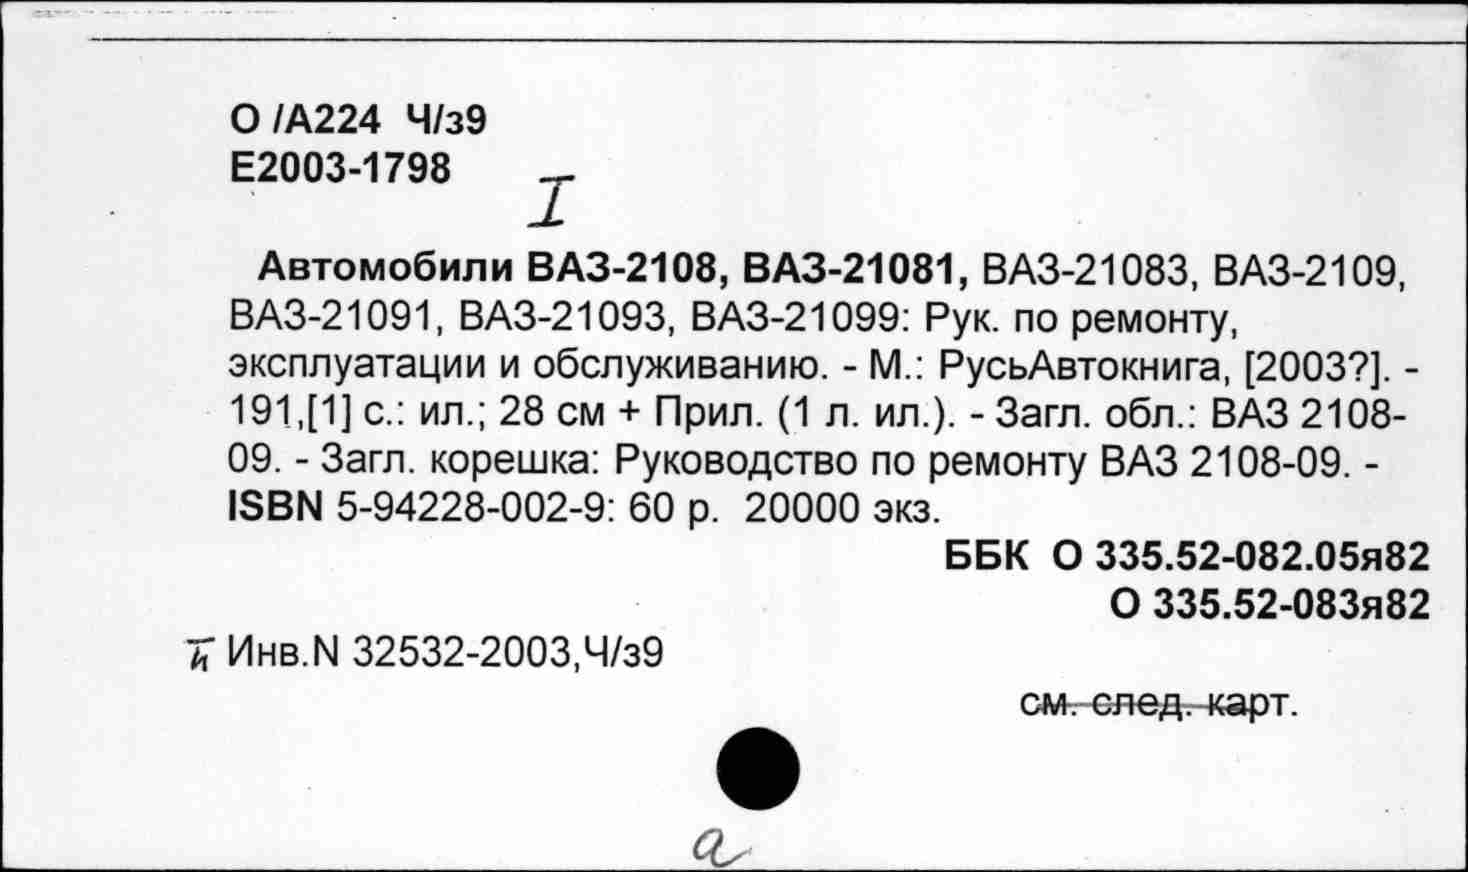 О /А224 Ч/з9
Е2003-1798
I
Автомобили ВАЗ-2108, ВАЗ-21081, ВАЗ-21083, ВАЗ-2109,
ВАЗ-21091, ВАЗ-21093, ВАЗ-21099: Рук. по ремонту,
эксплуатации и обслуживанию. - М.: РусьАвтокнига, [2003?]. -
191,[1] с.: ил.; 28 см + Прил. (1 л. ил.). - Загл. обл.: ВАЗ 2108-
09. - Загл. корешка: Руководство по ремонту ВАЗ 2108-09. -
ISBN 5-94228-002-9: 60 р. 20000 экз.
ББК О 335.52-082.05я82
О 335.52-083я82
Инв.N 32532-2003,Ч/з9
см. след. карт.
а